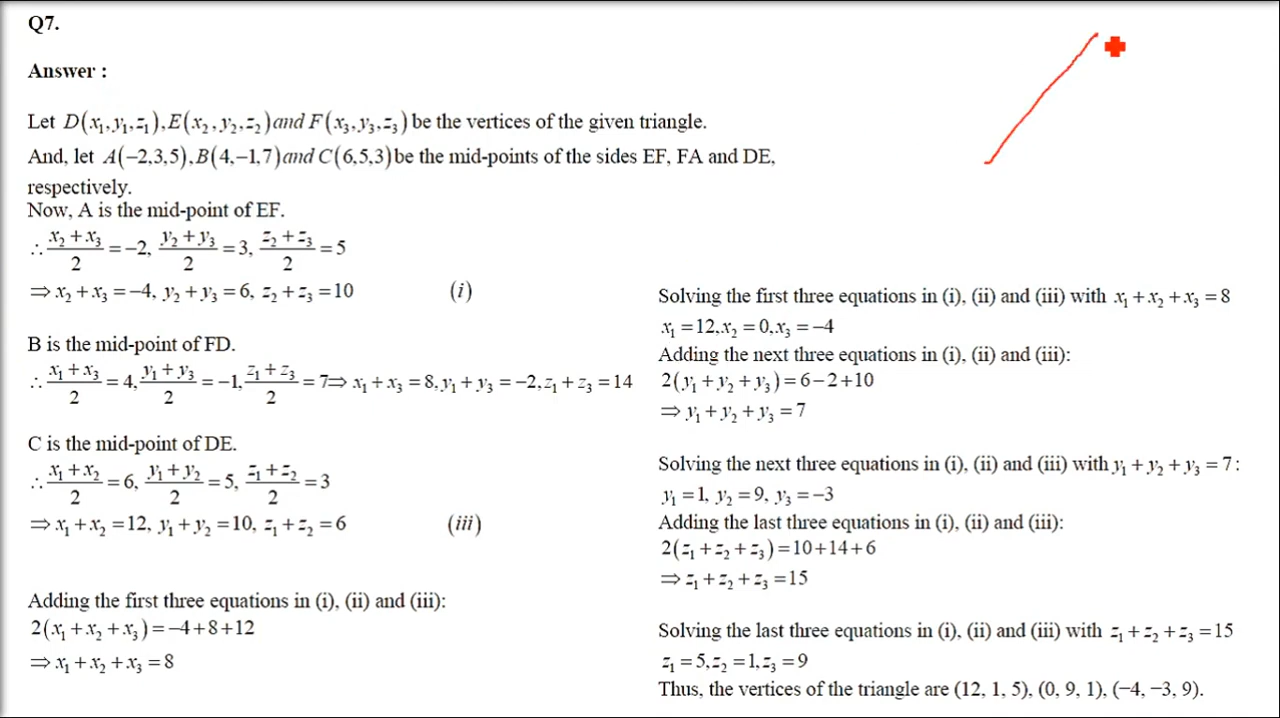 Q7.
Answer :
Let D(x₁,y₁,z₁),E(x₂,y₂,z₂)and F(x₃,y₃,z₃) be the vertices of the given triangle.
And, let A(−2,3,5),B(4,−1,7)and C(6,5,3)be the mid-points of the sides EF, FA and DE,
respectively.
Now, A is the mid-point of EF.
∴ (x₂+x₃)/2 =−2, (y₂+y₃)/2 =3, (z₂+z₃)/2 =5
⇒ x₂+x₃ =−4, y₂+y₃ =6, z₂+z₃ =10 (i)
B is the mid-point of FD.
∴ (x₁+x₃)/2 = 4, (y₁+y₃)/2 =−1, (z₁+z₃)/2 = 7⇒ x₁+x₃ =8, y₁+y₃ =−2, z₁+z₃ =14
C is the mid-point of DE.
∴ (x₁+x₂)/2 = 6, (y₁+y₂)/2 = 5, (z₁+z₂)/2 = 3
⇒ x₁+x₂ =12, y₁+y₂ =10, z₁+z₂ =6 (iii)
Adding the first three equations in (i), (ii) and (iii):
2(x₁+x₂+x₃)=−4+8+12
⇒ x₁+x₂+x₃ =8
Solving the first three equations in (i), (ii) and (iii) with x₁+x₂+x₃ =8
x₁ =12,x₂ =0,x₃ =−4
Adding the next three equations in (i), (ii) and (iii):
2(y₁+y₂+y₃)=6−2+10
⇒ y₁+y₂+y₃ =7
Solving the next three equations in (i), (ii) and (iii) with y₁+y₂+y₃ =7:
y₁ =1, y₂ =9, y₃ =−3
Adding the last three equations in (i), (ii) and (iii):
2(z₁+z₂+z₃)=10+14+6
⇒ z₁+z₂+z₃ =15
Solving the last three equations in (i), (ii) and (iii) with z₁+z₂+z₃ =15
z₁ =5,z₂ =1,z₃ =9
Thus, the vertices of the triangle are (12, 1, 5), (0, 9, 1), (−4, −3, 9).